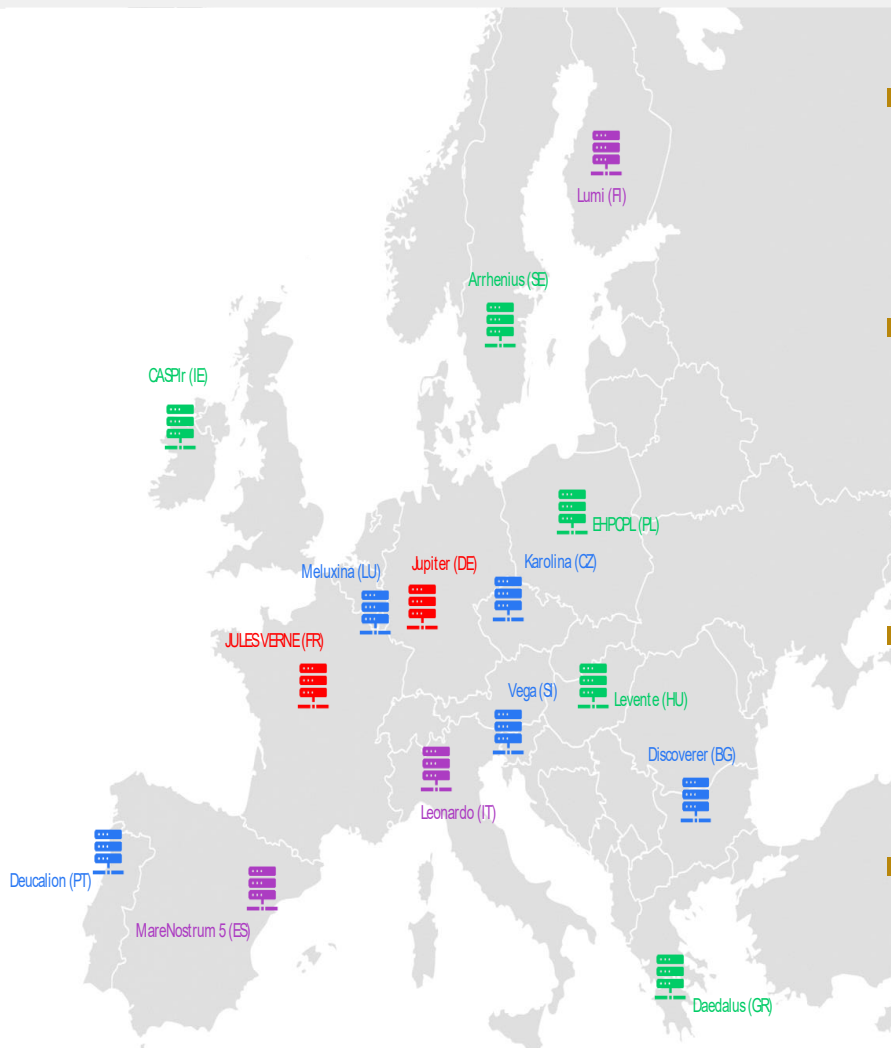 Lumi (FI)
Arrhenius (SE)
CASPIr (IE)
EHPCPL (PL)
Karolina (CZ)
Jupiter (DE)
Meluxina (LU)
JULES VERNE (FR)
Vega (SI)
Levente (HU)
Discoverer (BG)
Leonardo (IT)
Deucalion (PT)
MareNostrum 5 (ES)
Daedalus (GR)